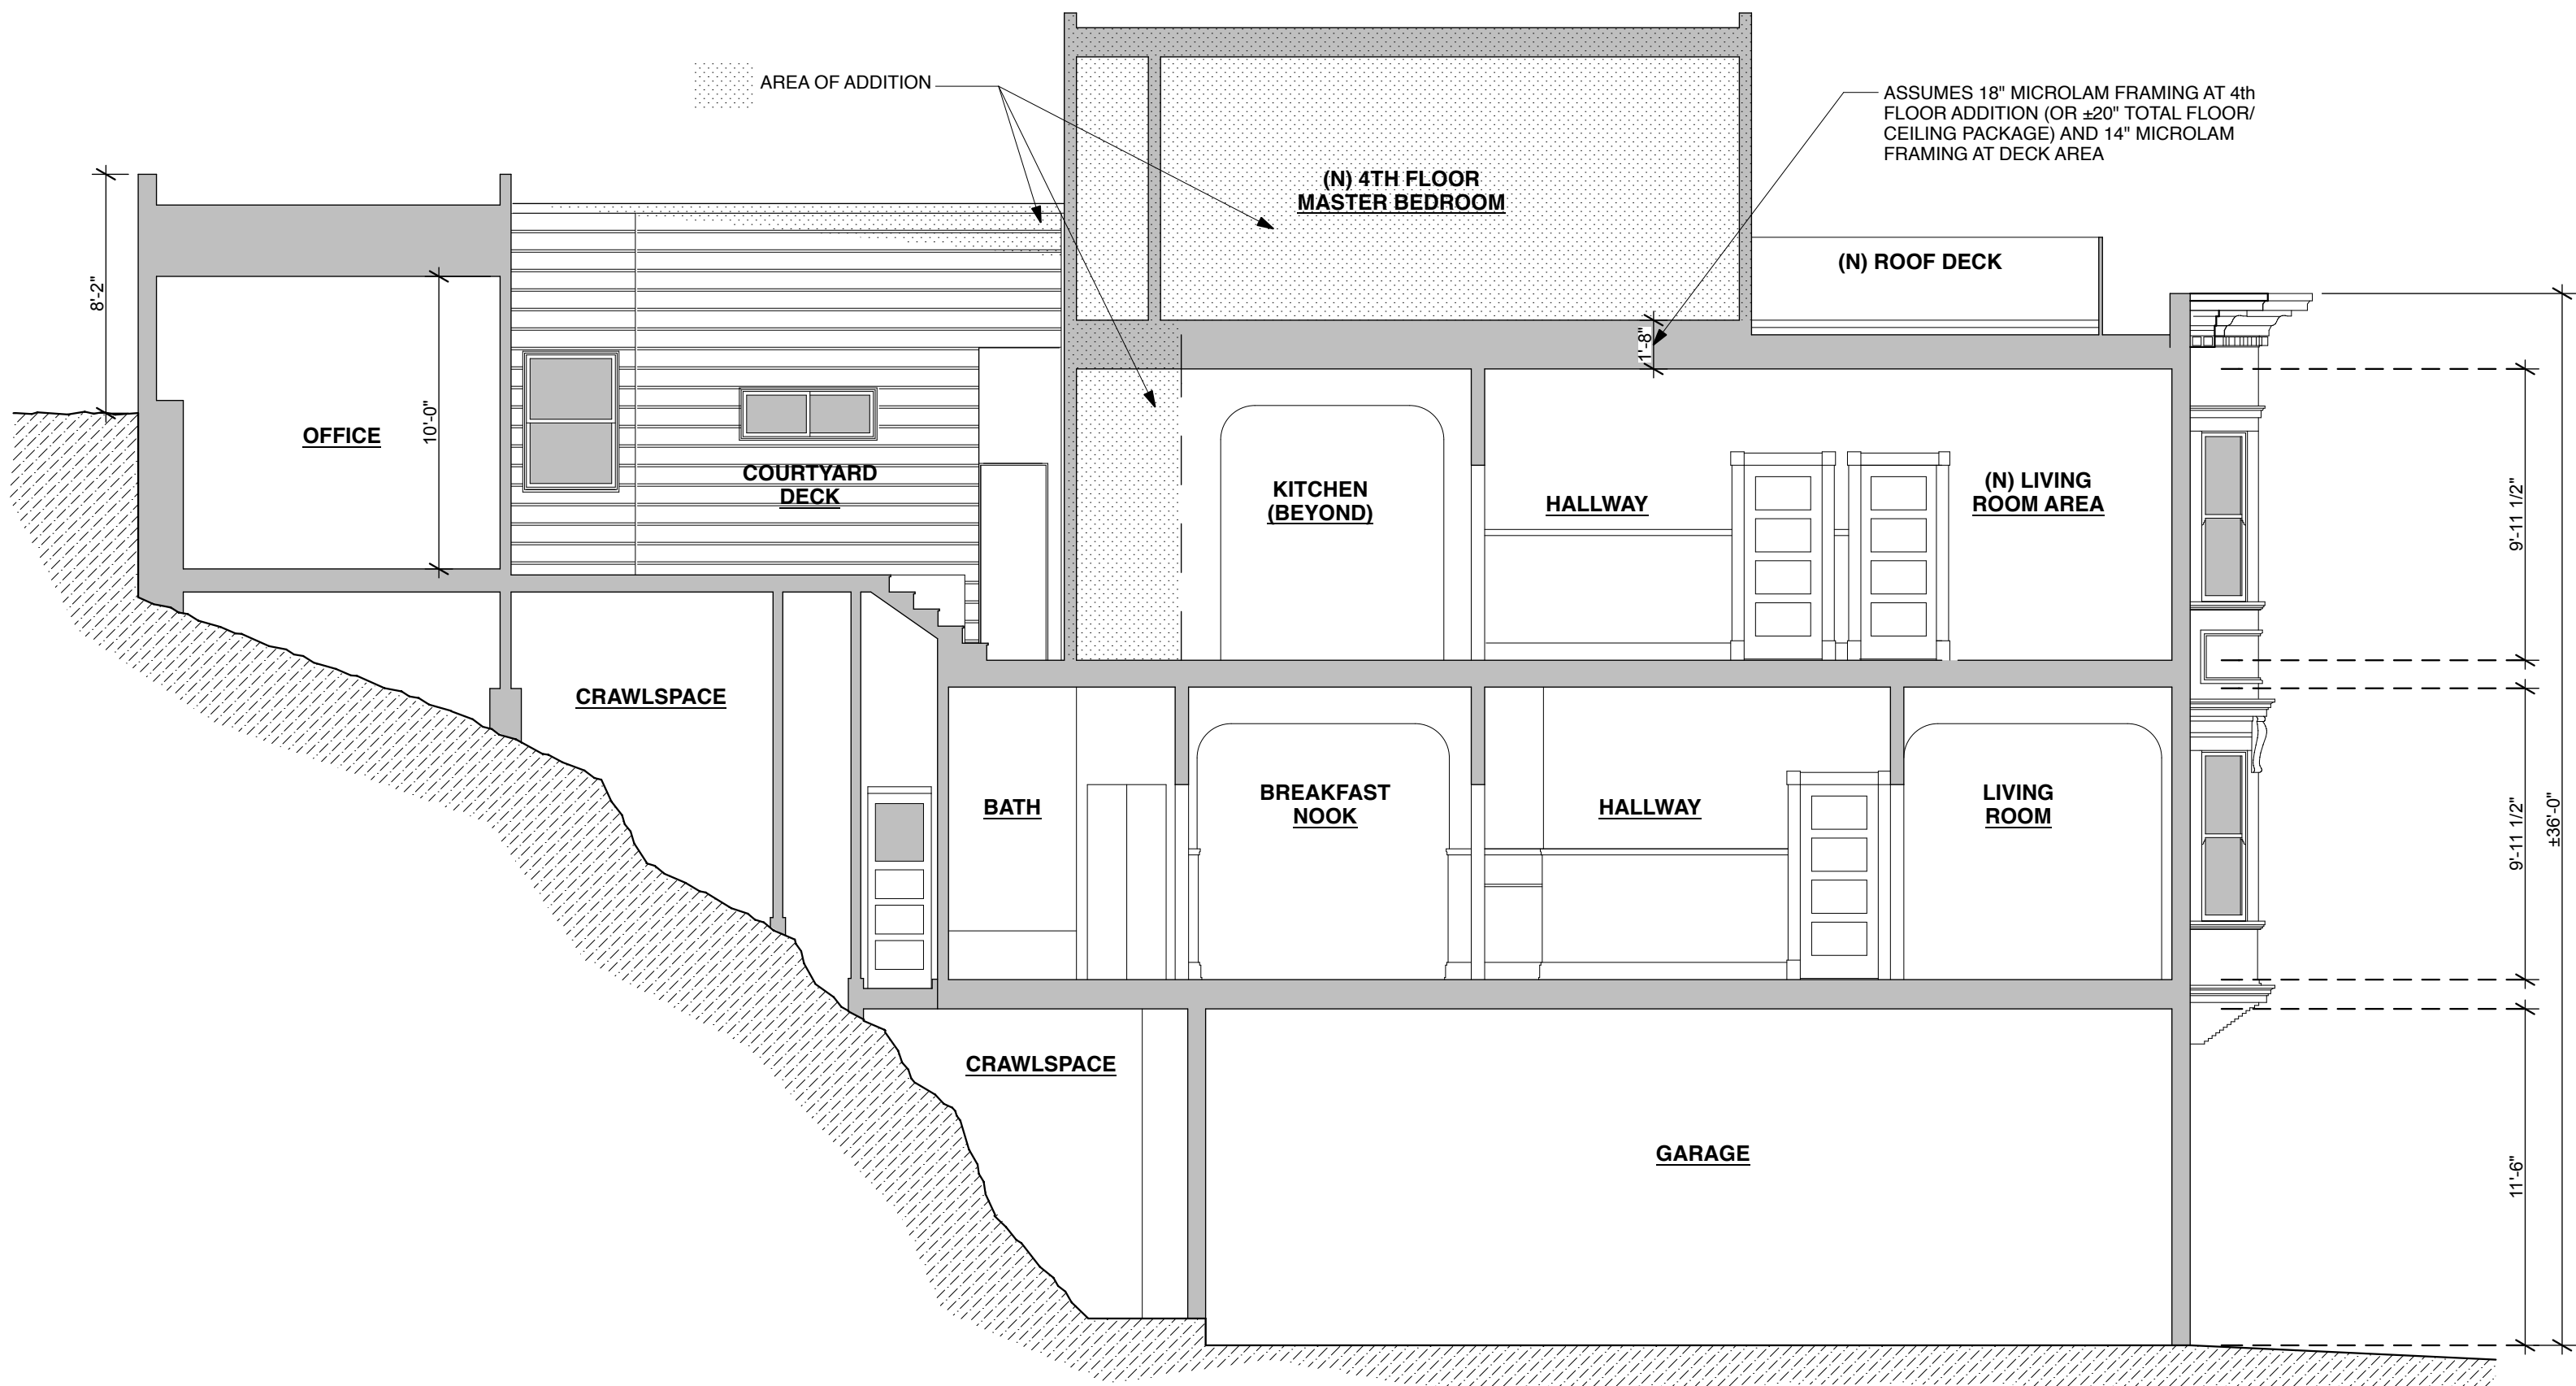 AREA OF ADDITION
ASSUMES 18" MICROLAM FRAMING AT 4th
FLOOR ADDITION (OR ±20" TOTAL FLOOR/
CEILING PACKAGE) AND 14" MICROLAM
FRAMING AT DECK AREA
(N) 4TH FLOOR
MASTER BEDROOM
(N) ROOF DECK
8'-2"
1'-8"
OFFICE
10'-0"
COURTYARD
DECK
KITCHEN
(BEYOND)
HALLWAY
(N) LIVING
ROOM AREA
9'-11 1/2"
CRAWLSPACE
BATH
BREAKFAST
NOOK
HALLWAY
LIVING
ROOM
9'-11 1/2"
±36'-0"
CRAWLSPACE
GARAGE
11'-6"